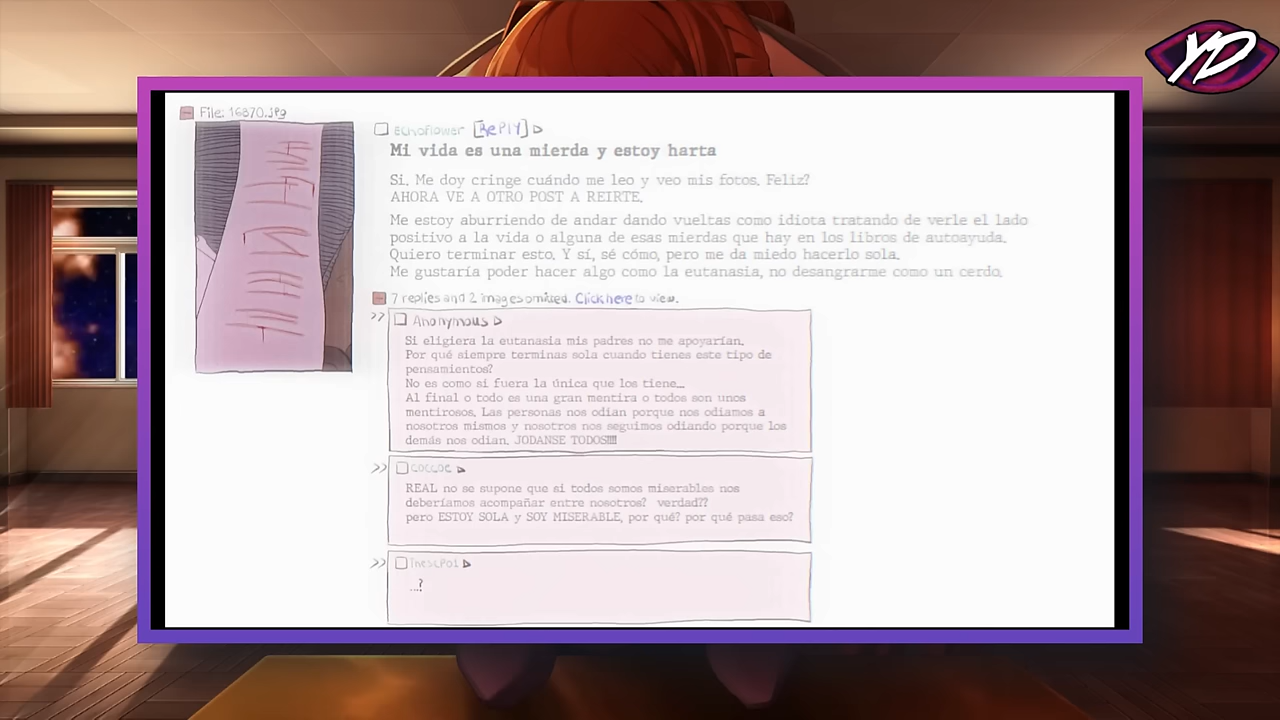 YD
File: 16870.jpg
echoflower [REPLY]
Mi vida es una mierda y estoy harta
Si. Me doy cringe cuándo me leo y veo mis fotos. Feliz?
AHORA VE A OTRO POST A REIRTE.
Me estoy aburriendo de andar dando vueltas como idiota tratando de verle el lado
positivo a la vida o alguna de esas mierdas que hay en los libros de autoayuda.
Quiero terminar esto. Y sí, sé cómo, pero me da miedo hacerlo sola.
Me gustaría poder hacer algo como la eutanasia, no desangrarme como un cerdo.
7 replies and 2 images omitted. Click here to view.
>> Anonymous
Si eligiera la eutanasia mis padres no me apoyarían.
Por qué siempre terminas sola cuando tienes este tipo de
pensamientos?
No es como si fuera la única que los tiene...
Al final o todo es una gran mentira o todos son unos
mentirosos. Las personas nos odian porque nos odiamos a
nosotros mismos y nosotros nos seguimos odiando porque los
demás nos odian. JODANSE TODOS!!!!
>>
REAL no se supone que si todos somos miserables nos
deberíamos acompañar entre nosotros? verdad??
pero ESTOY SOLA y SOY MISERABLE, por qué? por qué pasa eso?
>>
...?